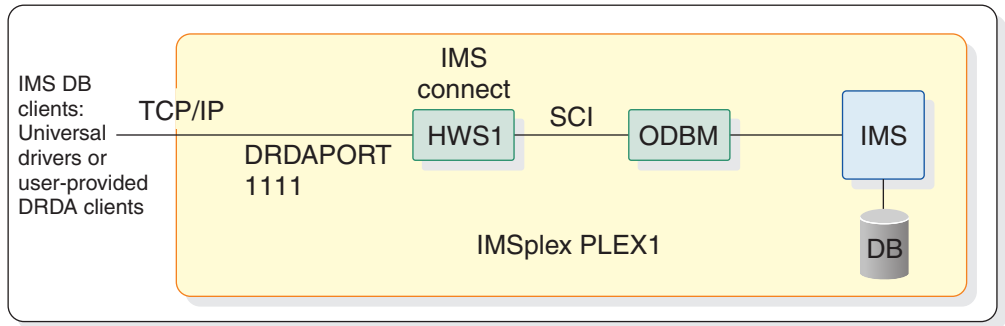 IMS DB
clients:
Universal
drivers or
user-provided
DRDA clients
TCP/IP
DRDAPORT
1111
IMS
connect
HWS1
SCI
ODBM
IMS
DB
IMSplex PLEX1